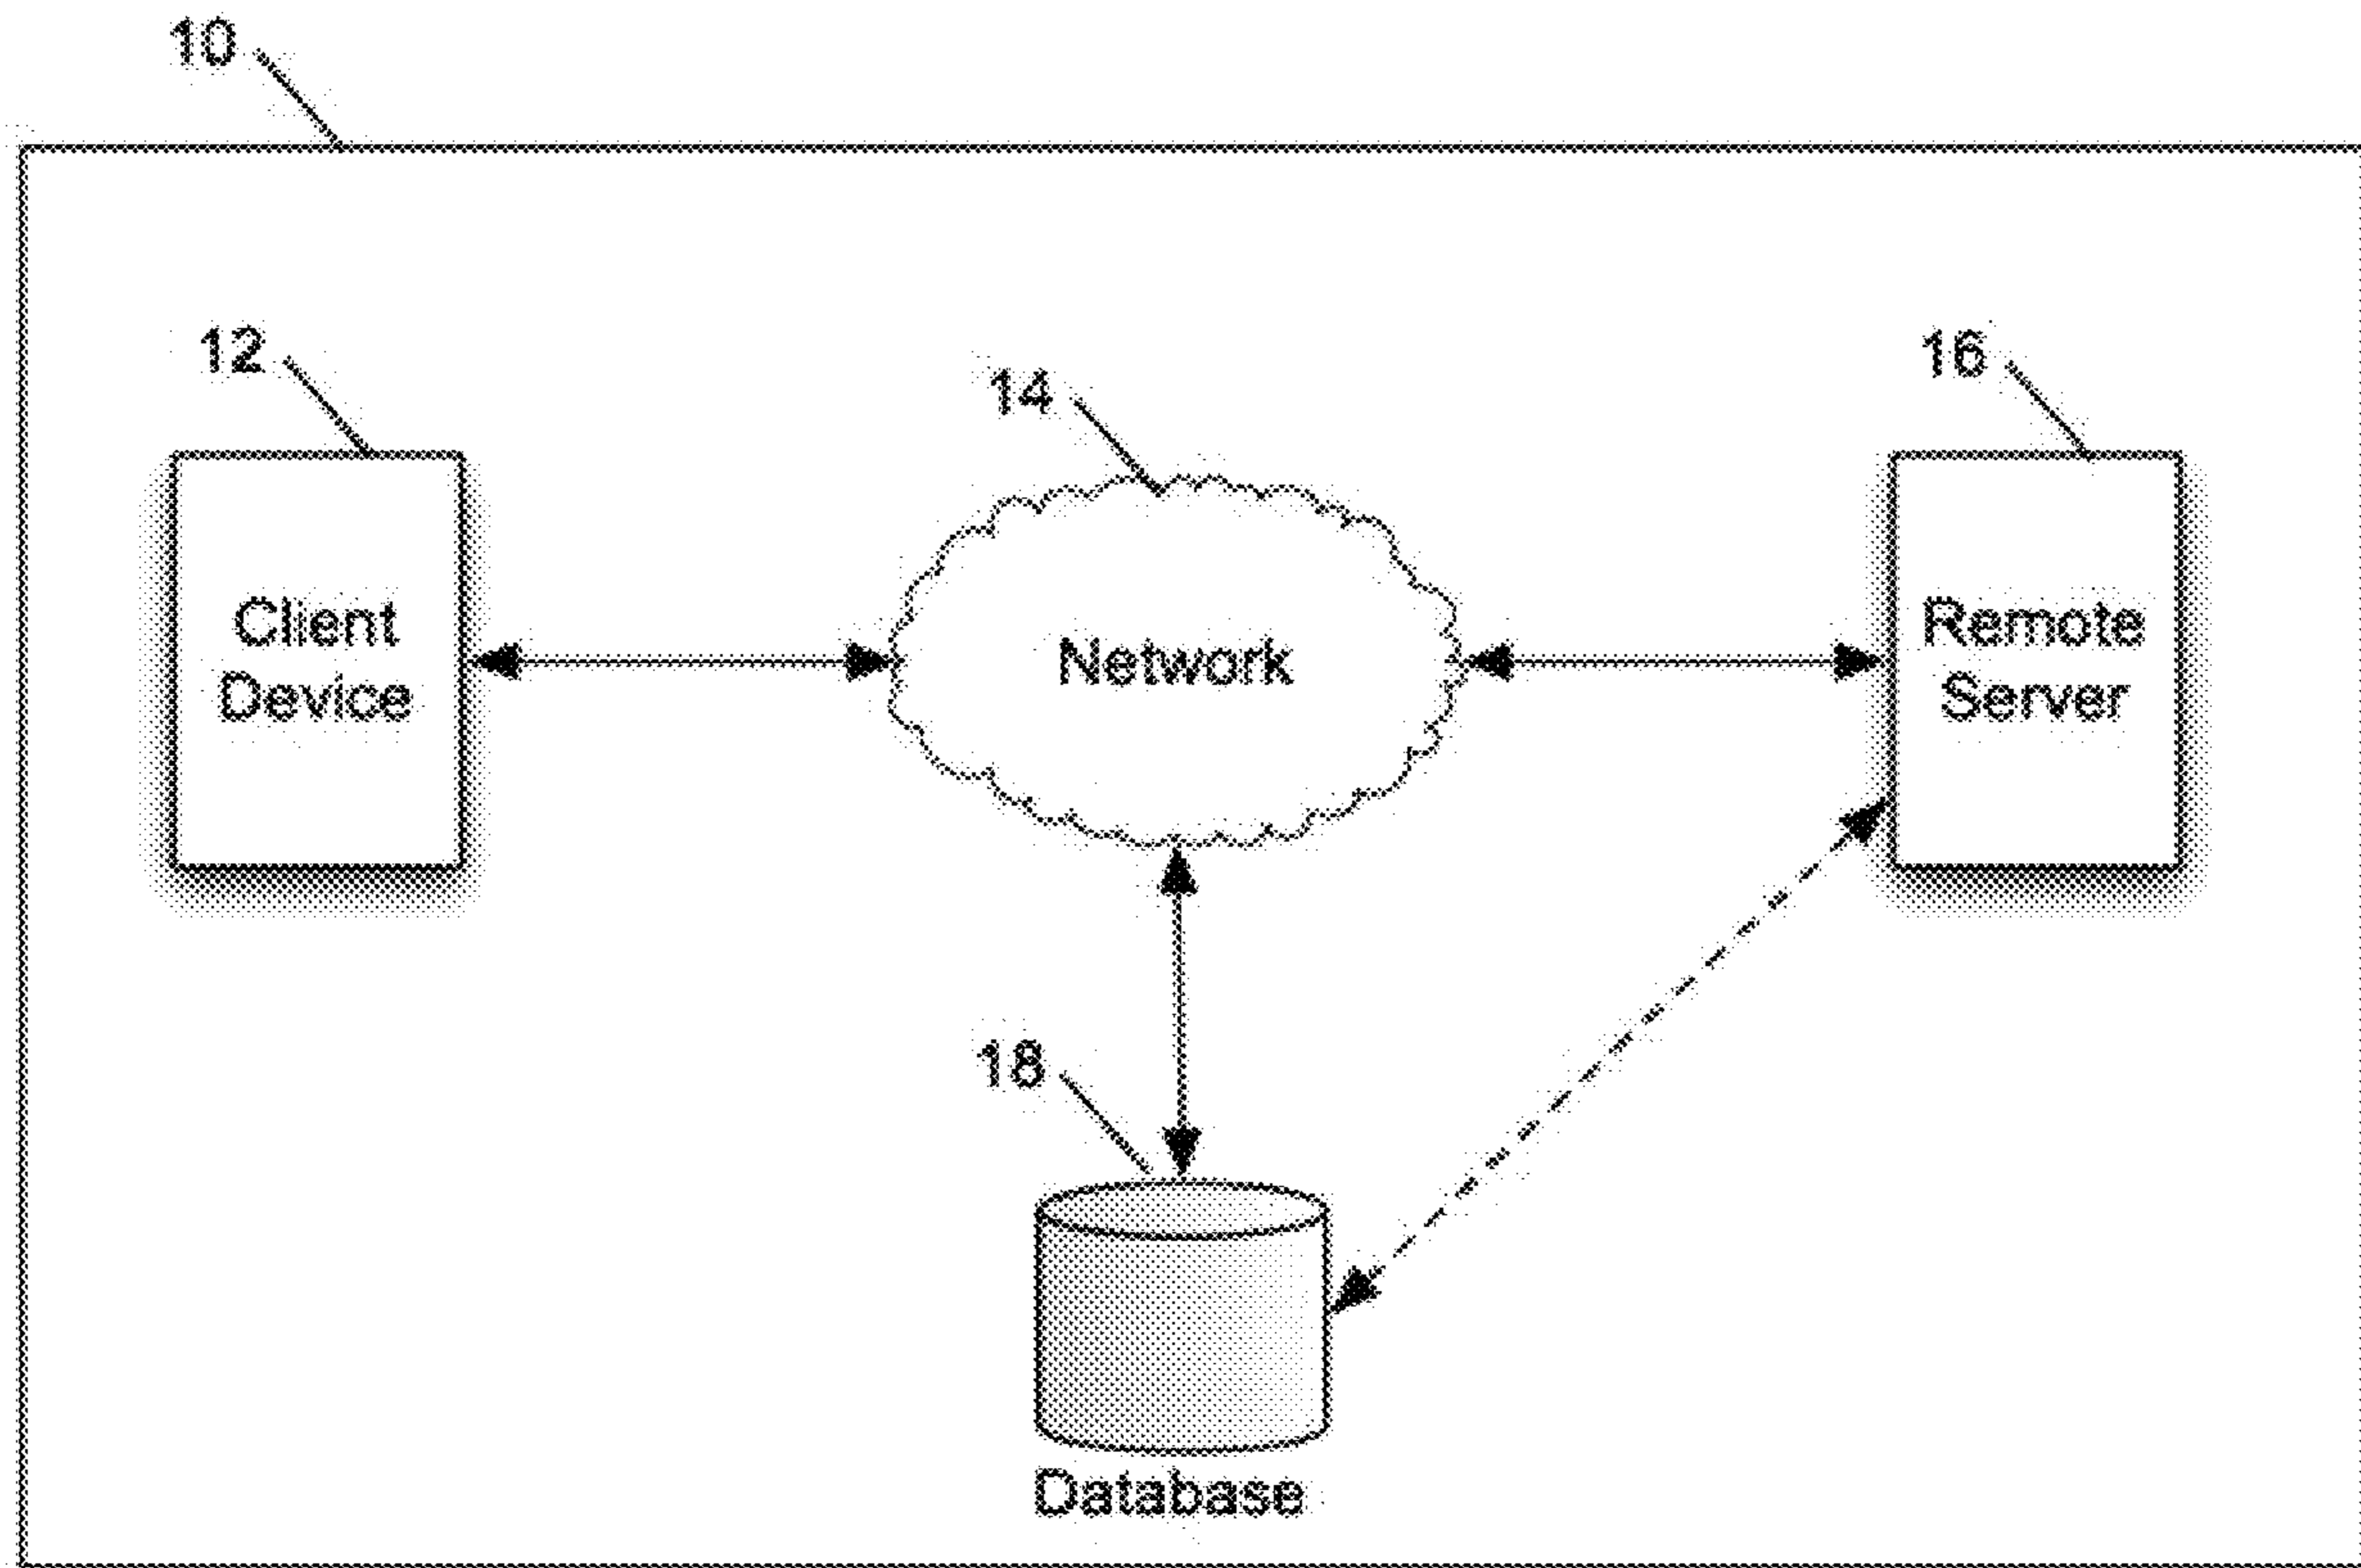 10
12
14
16
Client
Device
Network
Remote
Server
18
Database